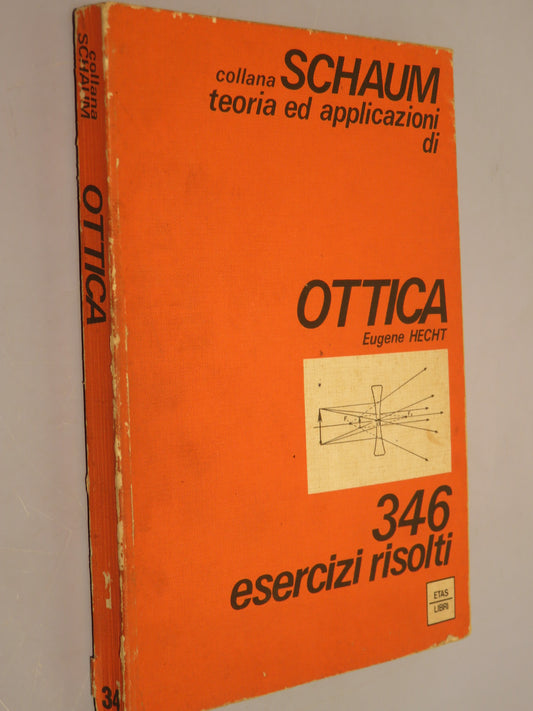 collana
SCHAUM
OTTICA
34
collana SCHAUM
teoria ed applicazioni
di
OTTICA
Eugene HECHT
346
esercizi risolti
ETAS
LIBRI